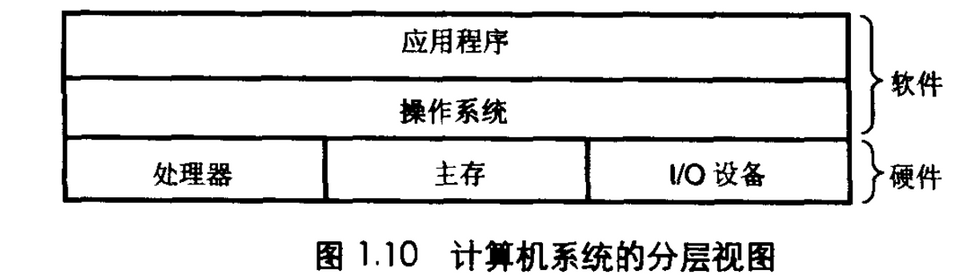 应用程序
操作系统
软件
处理器 主存 I/O 设备
硬件
图 1.10 计算机系统的分层视图